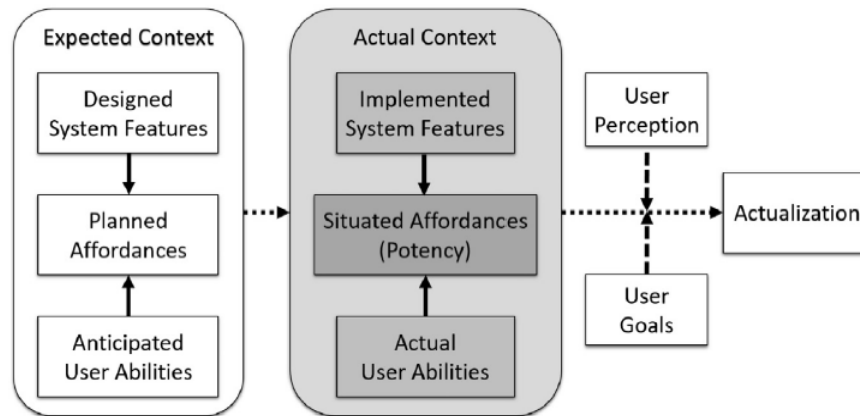 Expected Context
Designed
System Features
Planned
Affordances
Anticipated
User Abilities
Actual Context
Implemented
System Features
Situated Affordances
(Potency)
Actual
User Abilities
User
Perception
User
Goals
Actualization